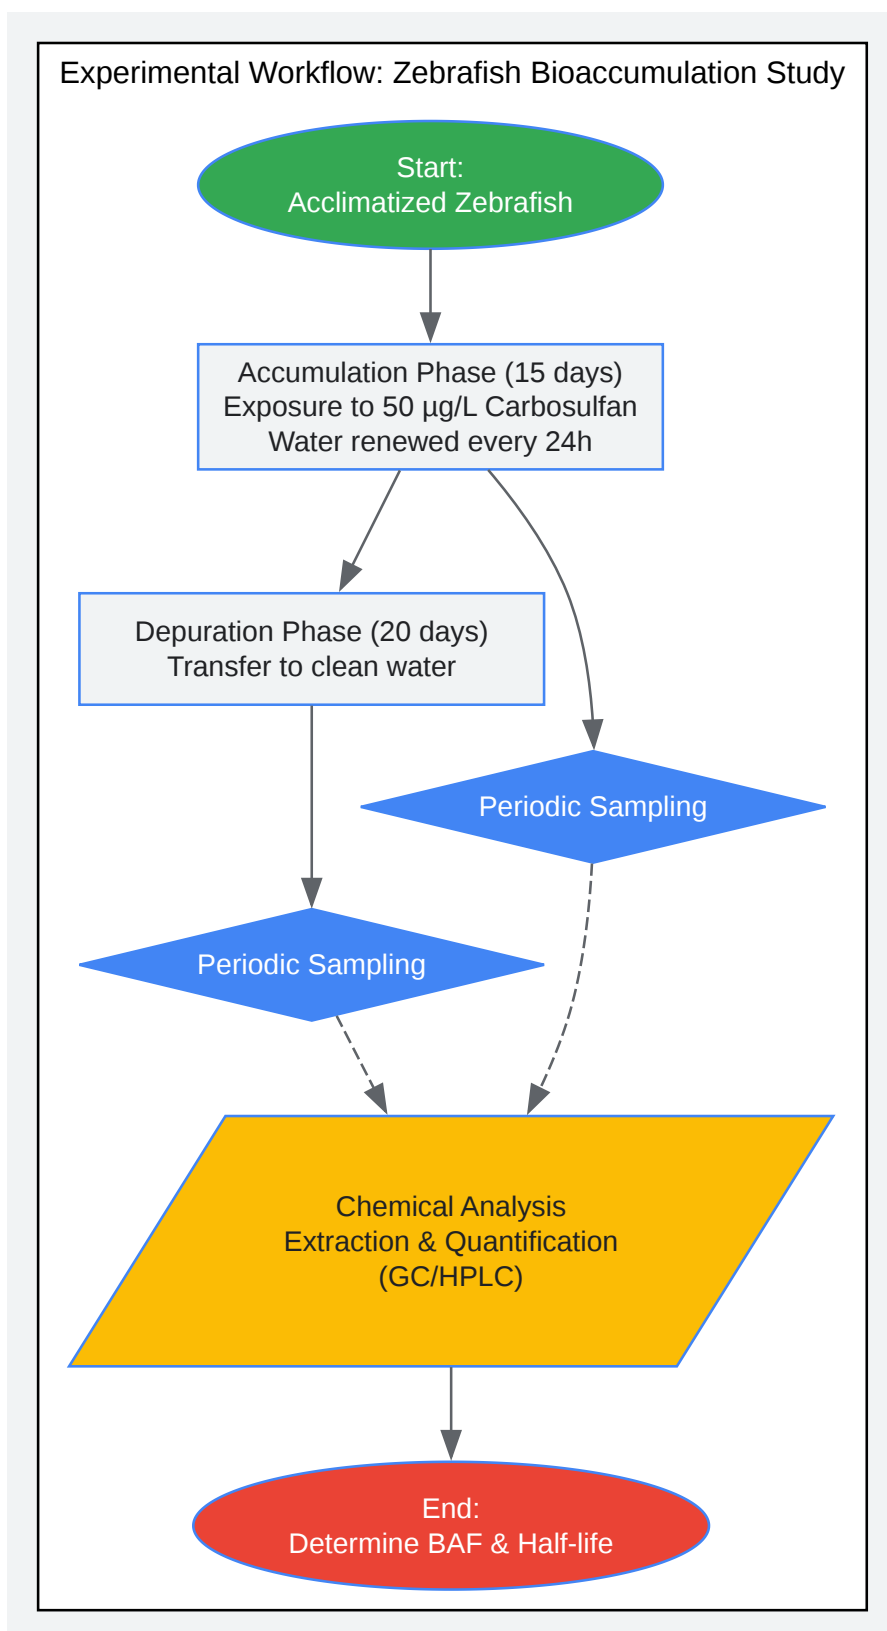 Experimental Workflow: Zebrafish Bioaccumulation Study
Start:
Acclimatized Zebrafish
Accumulation Phase (15 days)
Exposure to 50 µg/L Carbosulfan
Water renewed every 24h
Depuration Phase (20 days)
Transfer to clean water
Periodic Sampling
Periodic Sampling
Chemical Analysis
Extraction & Quantification
(GC/HPLC)
End:
Determine BAF & Half-life